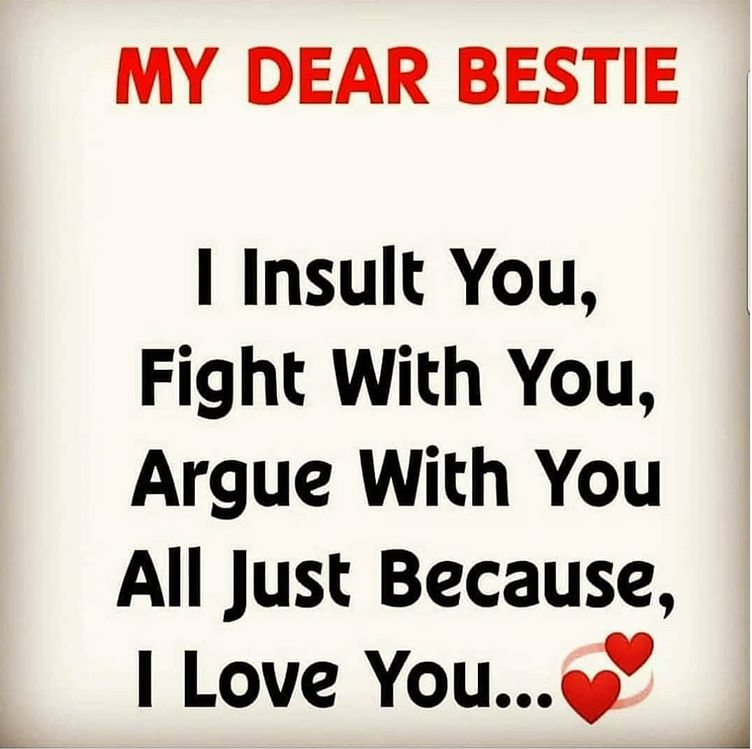 MY DEAR BESTIE
I Insult You,
Fight With You,
Argue With You
All Just Because,
I Love You...💞